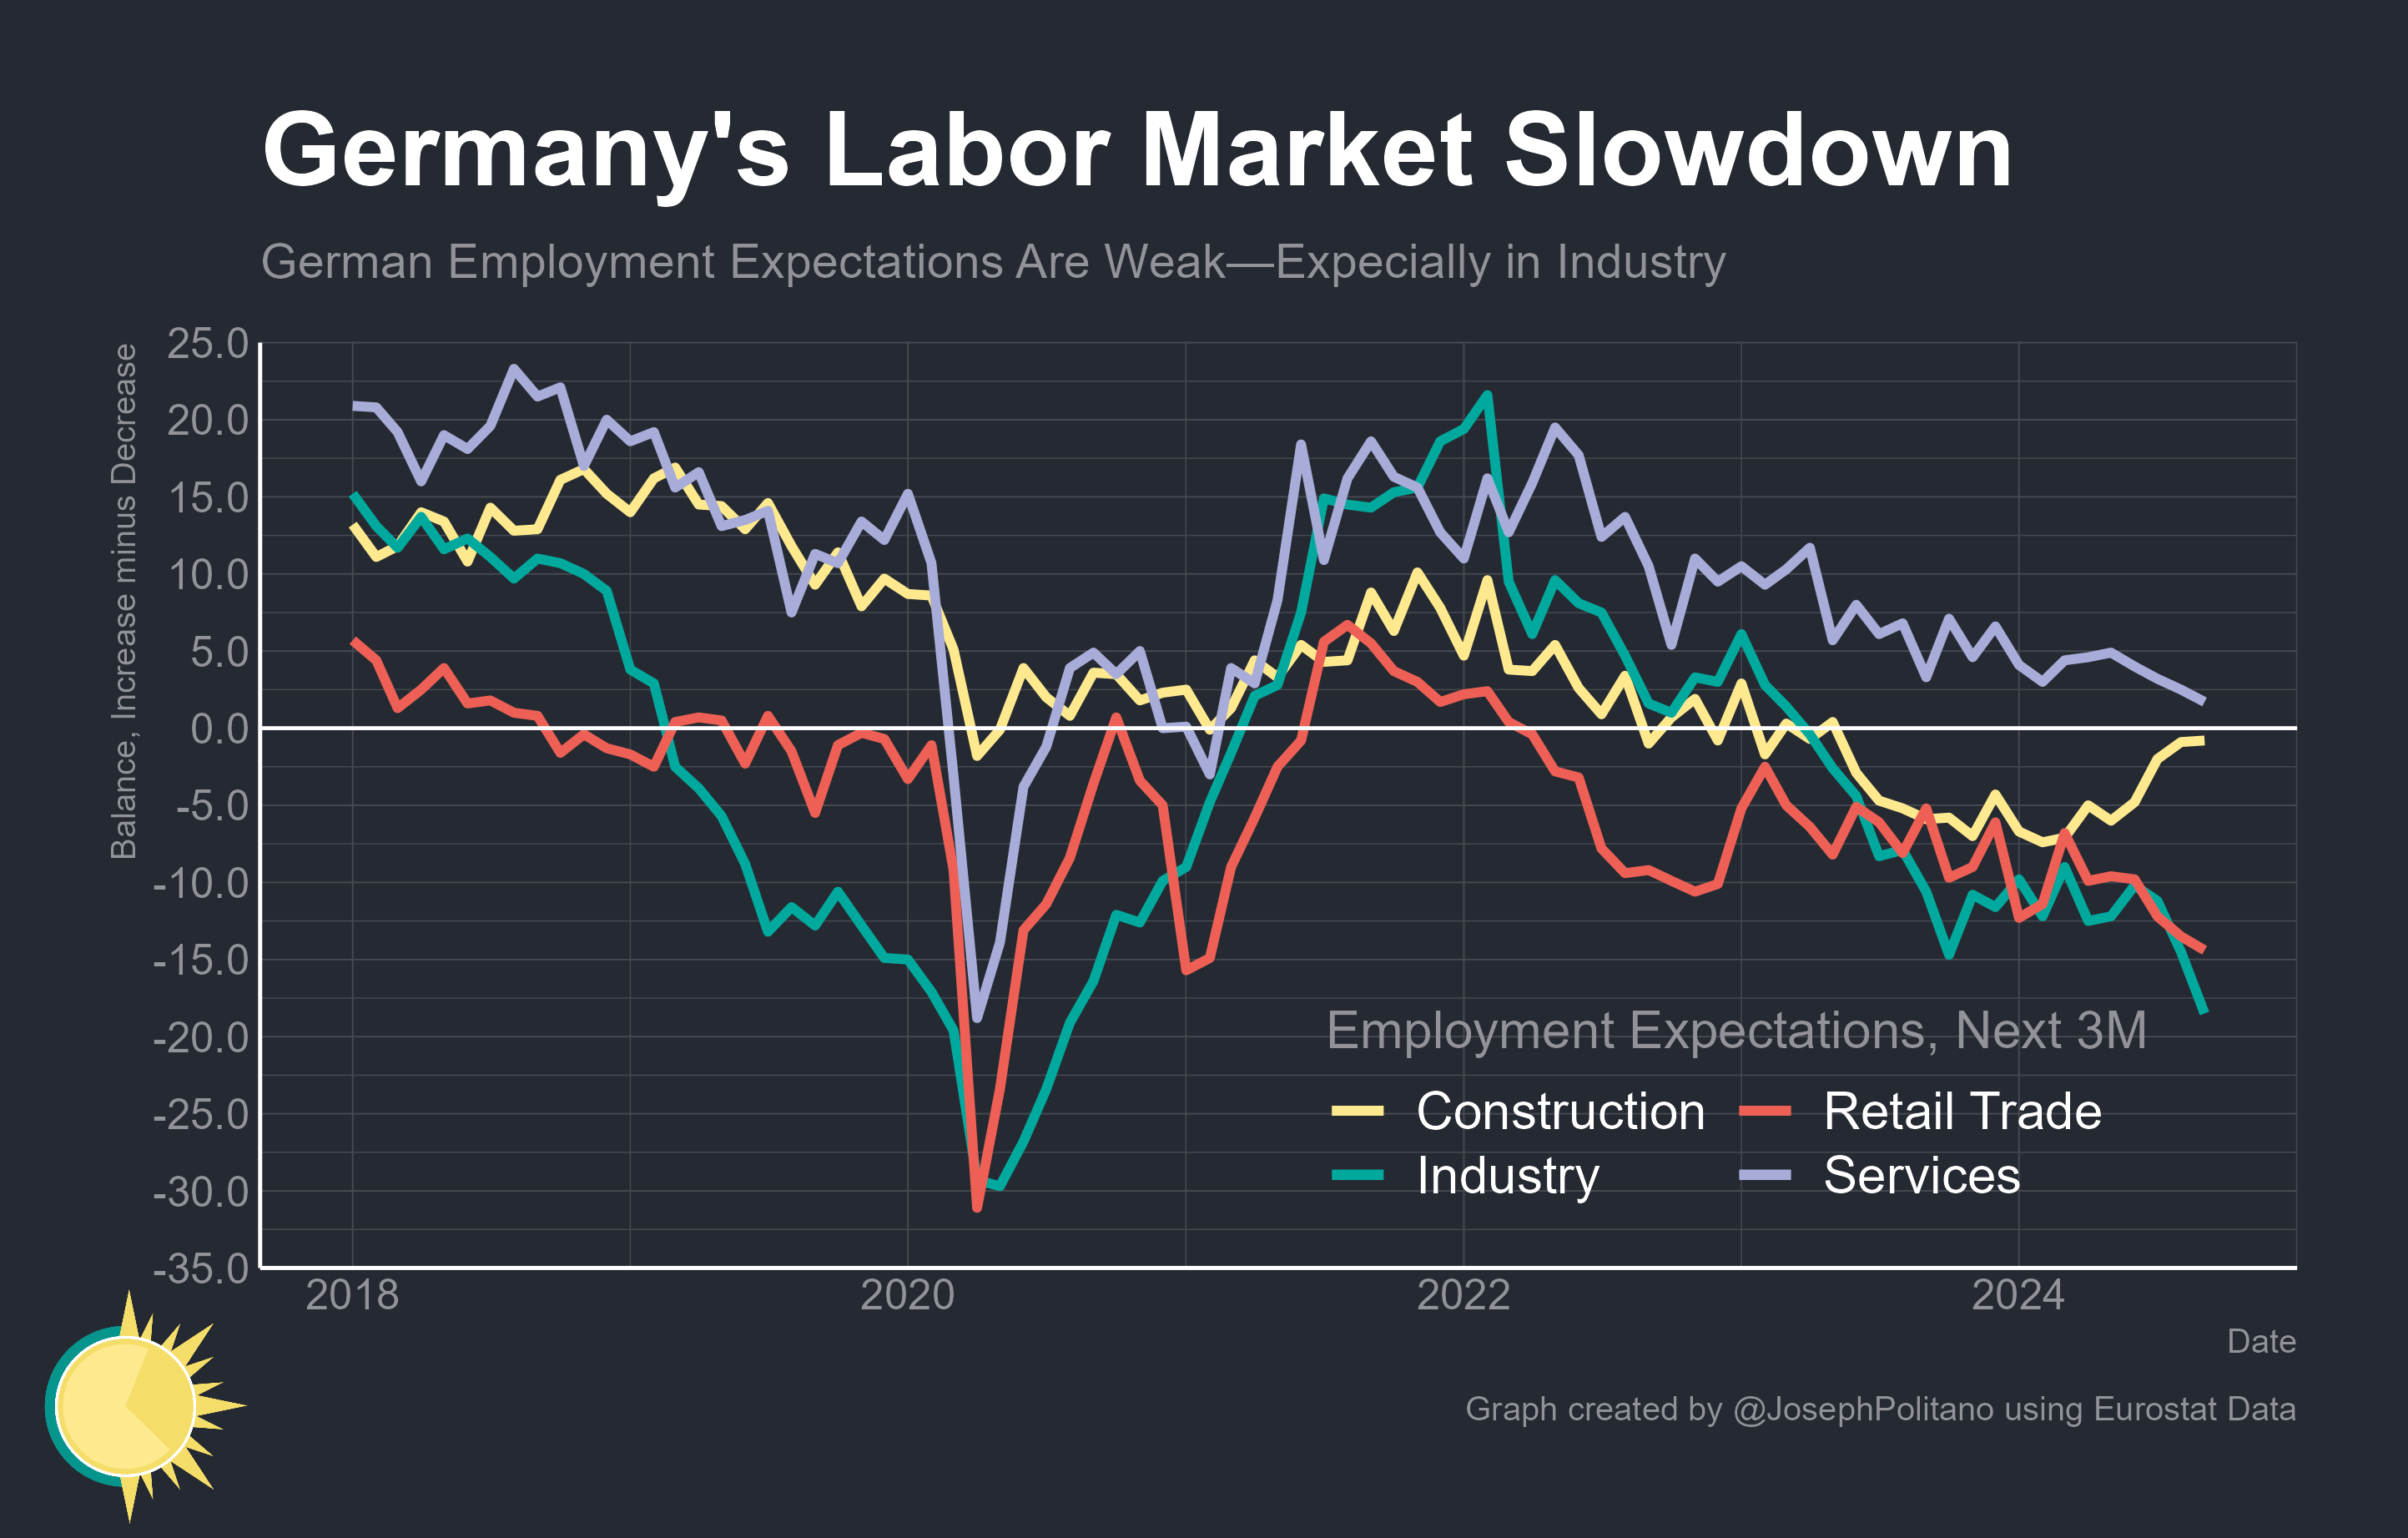 Germany's Labor Market Slowdown
German Employment Expectations Are Weak—Expecially in Industry
Balance, Increase minus Decrease
25.0
20.0
15.0
10.0
5.0
0.0
-5.0
-10.0
-15.0
-20.0
-25.0
-30.0
-35.0
Employment Expectations, Next 3M
Construction Retail Trade
Industry Services
2018 2020 2022 2024
Date
Graph created by @JosephPolitano using Eurostat Data